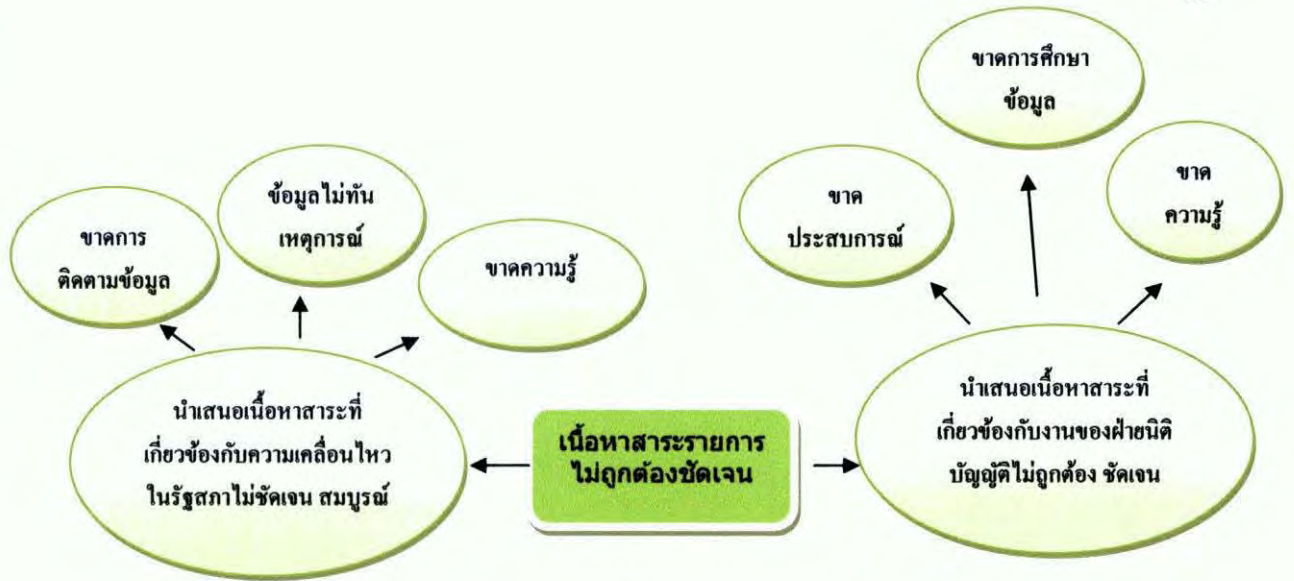 ขาดการศึกษา
ข้อมูล
ขาด
ความรู้
ขาด
ประสบการณ์
ข้อมูลไม่ทัน
เหตุการณ์
ขาดการ
ติดตามข้อมูล
ขาดความรู้
นำเสนอเนื้อหาสาระที่
เกี่ยวข้องกับความเคลื่อนไหว
ในรัฐสภาไม่ชัดเจน สมบูรณ์
เนื้อหาสาระรายการ
ไม่ถูกต้องชัดเจน
นำเสนอเนื้อหาสาระที่
เกี่ยวข้องกับงานของฝ่ายนิติ
บัญญัติไม่ถูกต้อง ชัดเจน